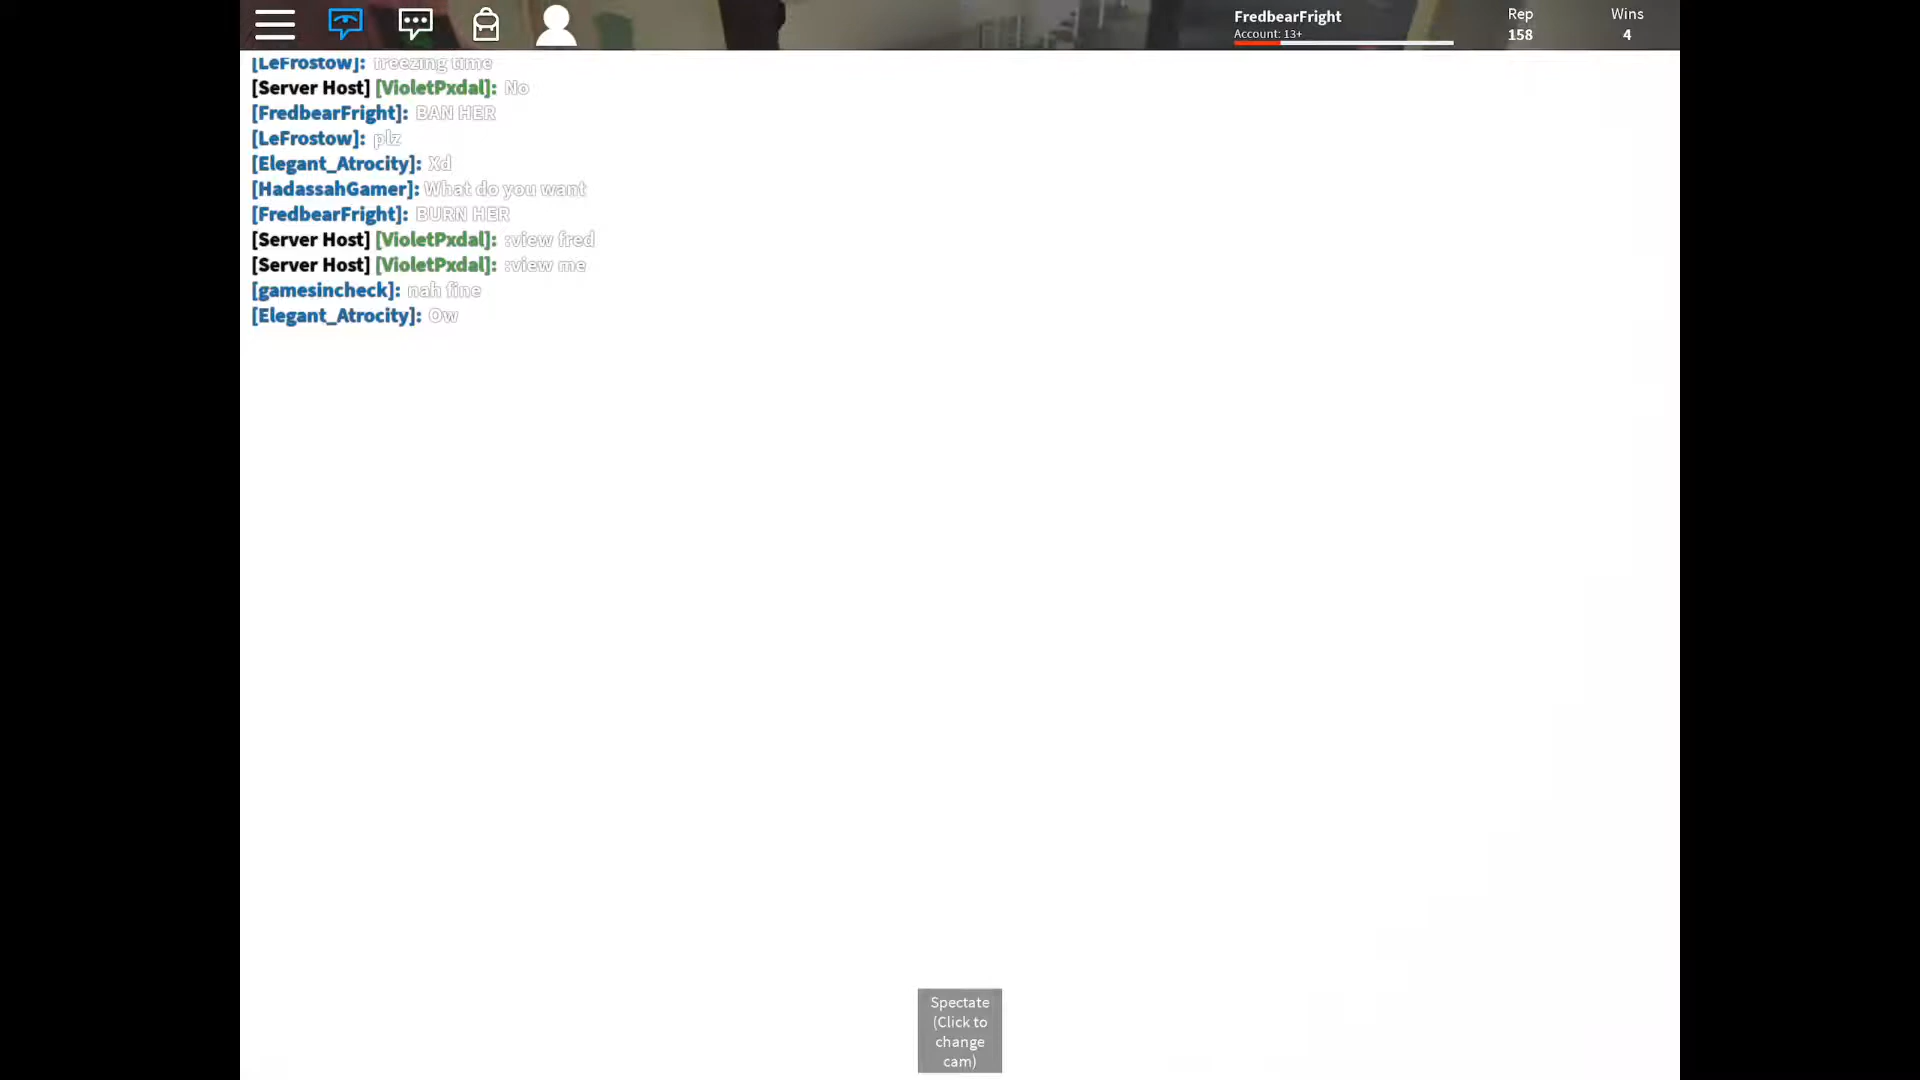 FredbearFright
Account: 13+
Rep
158
Wins
4
[LeFrostow]: freezing time
[Server Host] [VioletPxdal]: No
[FredbearFright]: BAN HER
[LeFrostow]: plz
[Elegant_Atrocity]: Xd
[HadassahGamer]: What do you want
[FredbearFright]: BURN HER
[Server Host] [VioletPxdal]: :view fred
[Server Host] [VioletPxdal]: :view me
[gamesincheck]: nah fine
[Elegant_Atrocity]: Ow
Spectate
(Click to
change
cam)